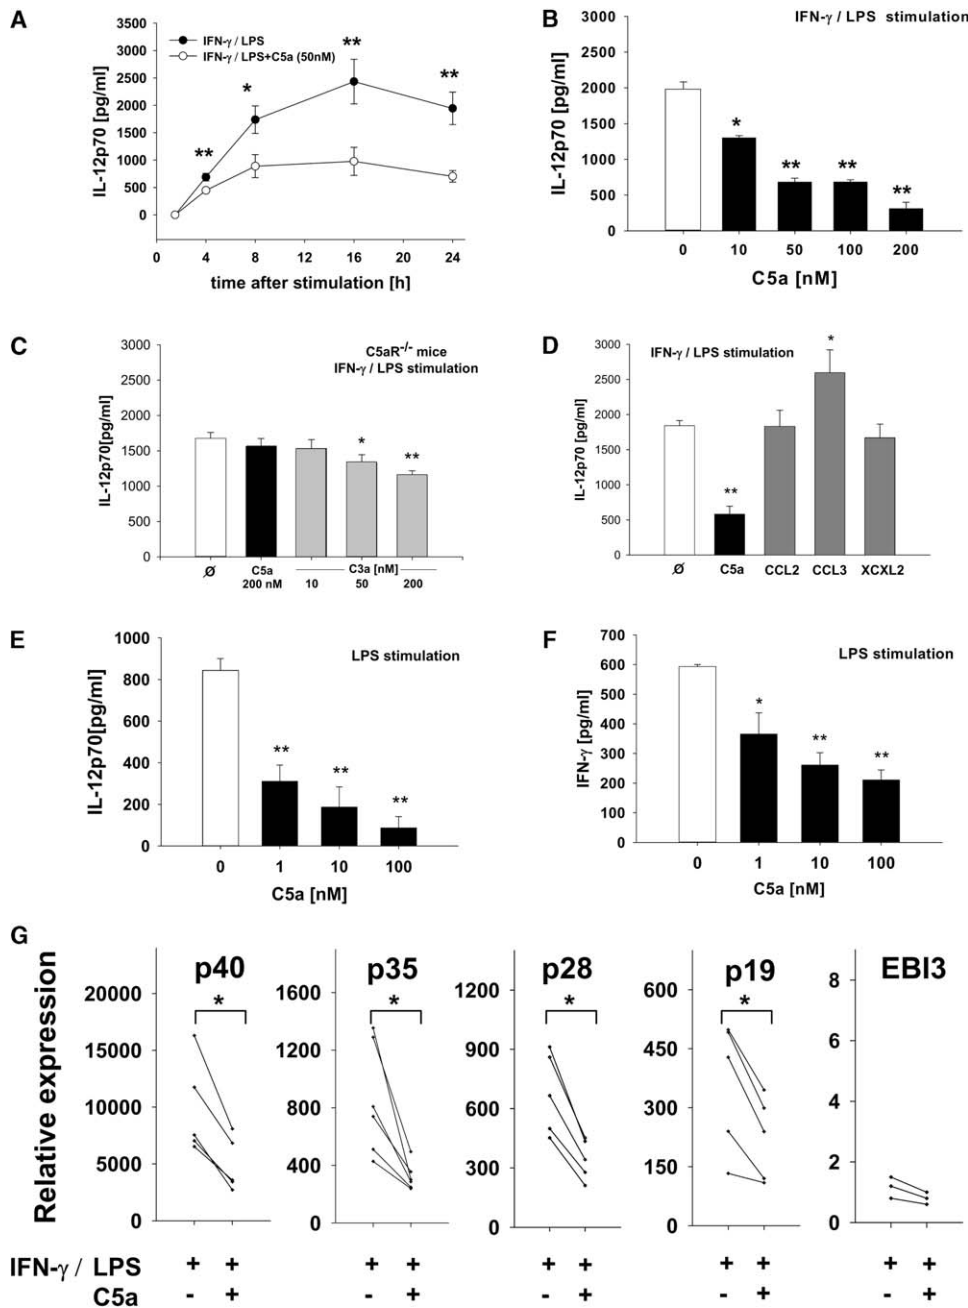 A
IL-12p70 [pg/ml]
3500
3000
2500
2000
1500
1000
500
0
IFN-γ / LPS
IFN-γ / LPS+C5a (50nM)
**
*
**
**
0 4 8 12 16 20 24
time after stimulation [h]
B
IFN-γ / LPS stimulation
IL-12p70 [pg/ml]
3000
2500
2000
1500
1000
500
0
*
**
**
**
0 10 50 100 200
C5a [nM]
C
C5aR-/- mice
IFN-γ / LPS stimulation
IL-12p70[pg/ml]
3000
2500
2000
1500
1000
500
0
*
**
Ø C5a C3a [nM]
200 nM 10 50 200
D
IFN-γ / LPS stimulation
IL-12p70 [pg/ml]
3000
2500
2000
1500
1000
500
0
**
*
Ø C5a CCL2 CCL3 XCXL2
E
LPS stimulation
IL-12p70[pg/ml]
1000
800
600
400
200
0
**
**
**
0 1 10 100
C5a [nM]
F
LPS stimulation
IFN-γ [pg/ml]
700
600
500
400
300
200
100
0
*
**
**
0 1 10 100
C5a [nM]
G
Relative expression
p40
*
20000
15000
10000
5000
0
p35
*
1600
1200
800
400
0
p28
*
1200
900
600
300
0
p19
*
600
450
300
150
0
EBI3
8
6
4
2
0
IFN-γ / LPS + + + + + + + + + +
C5a - + - + - + - + - +